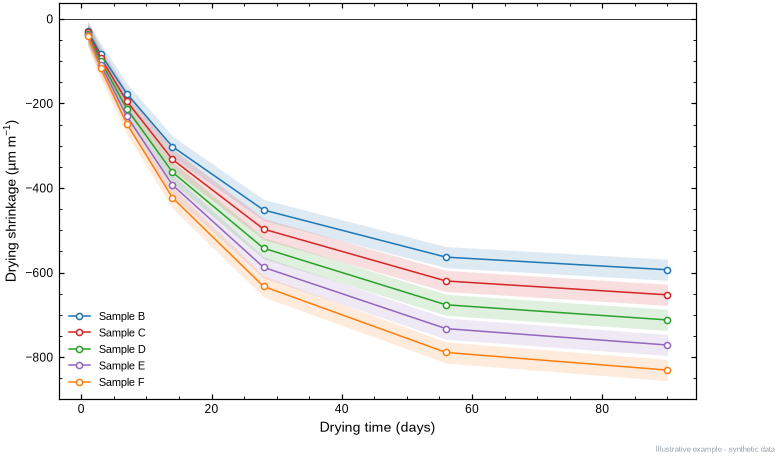 0
−200
−400
−600
−800
Drying shrinkage (µm m⁻¹)
Sample B
Sample C
Sample D
Sample E
Sample F
0 20 40 60 80
Drying time (days)
Illustrative example - synthetic data